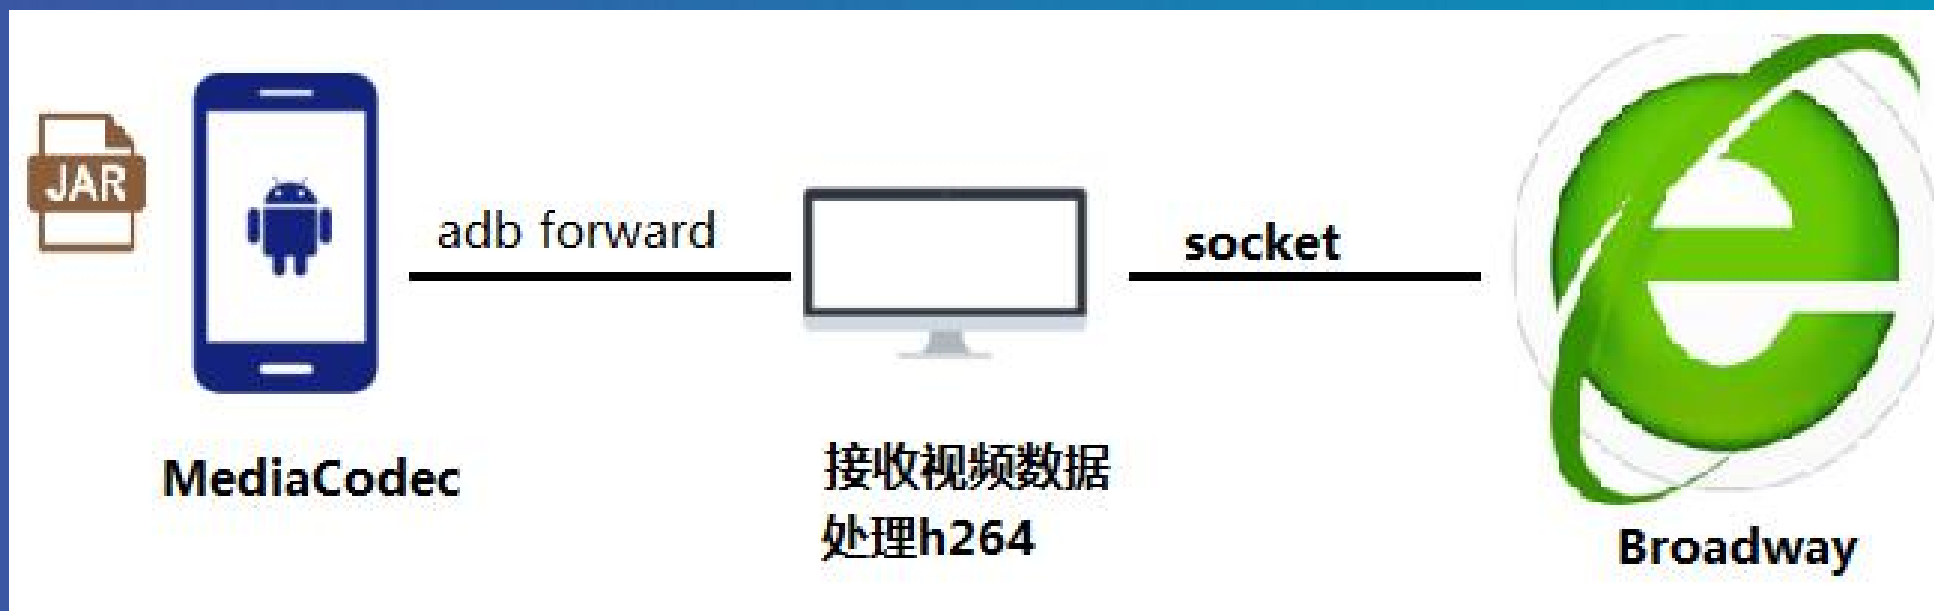 JAR
adb forward
socket
MediaCodec
接收视频数据
处理h264
Broadway